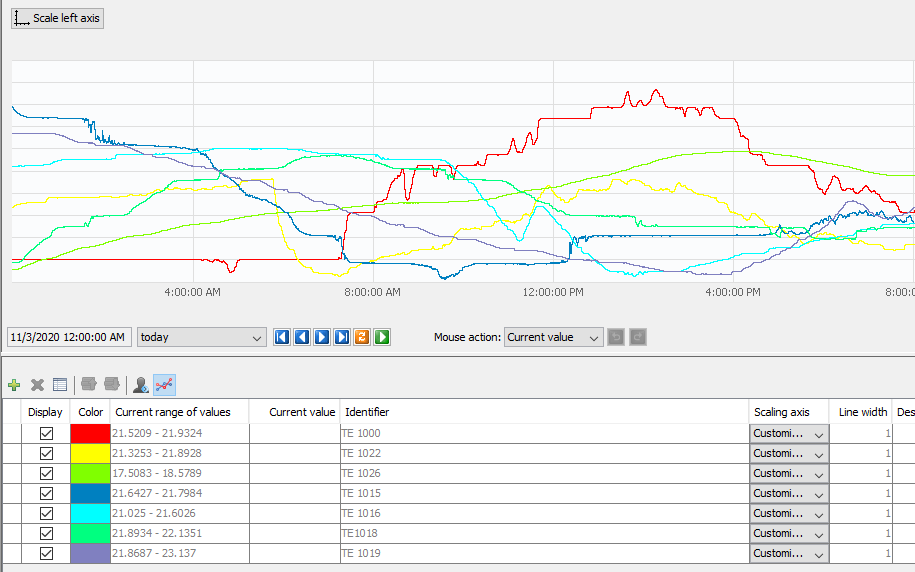 Scale left axis
4:00:00 AM 8:00:00 AM 12:00:00 PM 4:00:00 PM 8:00:0
11/3/2020 12:00:00 AM today Mouse action: Current value
Display Color Current range of values Current value Identifier Scaling axis Line width Des
21.5209 - 21.9324 TE 1000 Customi... 1
21.3253 - 21.8928 TE 1022 Customi... 1
17.5083 - 18.5789 TE 1026 Customi... 1
21.6427 - 21.7984 TE 1015 Customi... 1
21.025 - 21.6026 TE 1016 Customi... 1
21.8934 - 22.1351 TE1018 Customi... 1
21.8687 - 23.137 TE 1019 Customi... 1